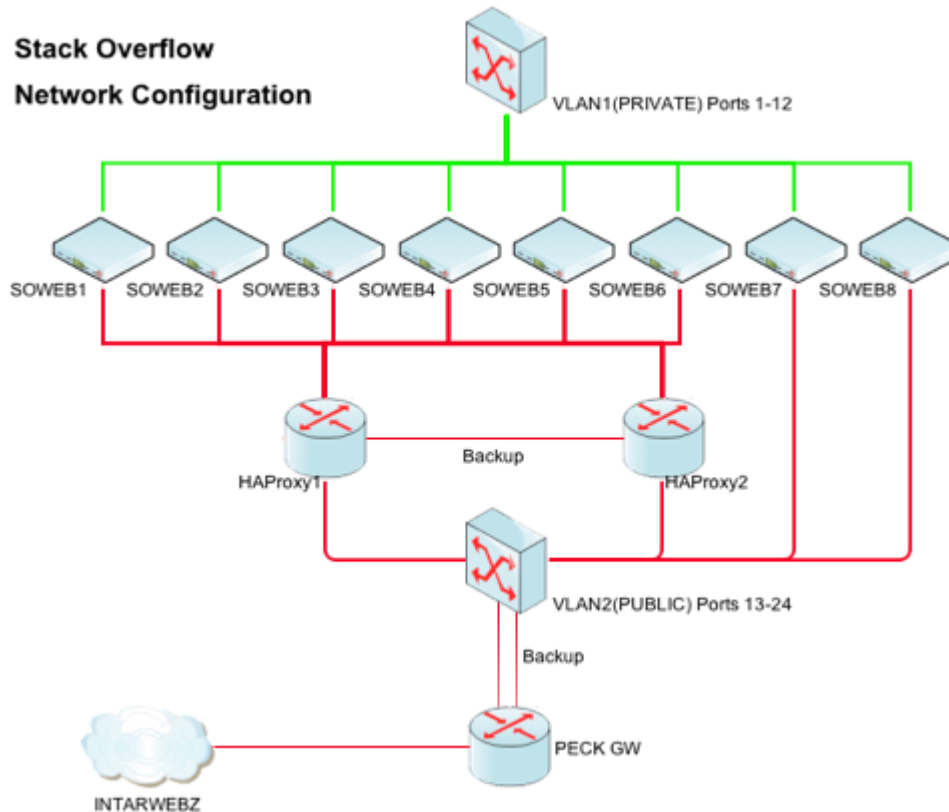 Stack Overflow
Network Configuration
VLAN1(PRIVATE) Ports 1-12
SOWEB1
SOWEB2
SOWEB3
SOWEB4
SOWEB5
SOWEB6
SOWEB7
SOWEB8
Backup
HAProxy1
HAProxy2
VLAN2(PUBLIC) Ports 13-24
Backup
PECK GW
INTARWEBZ